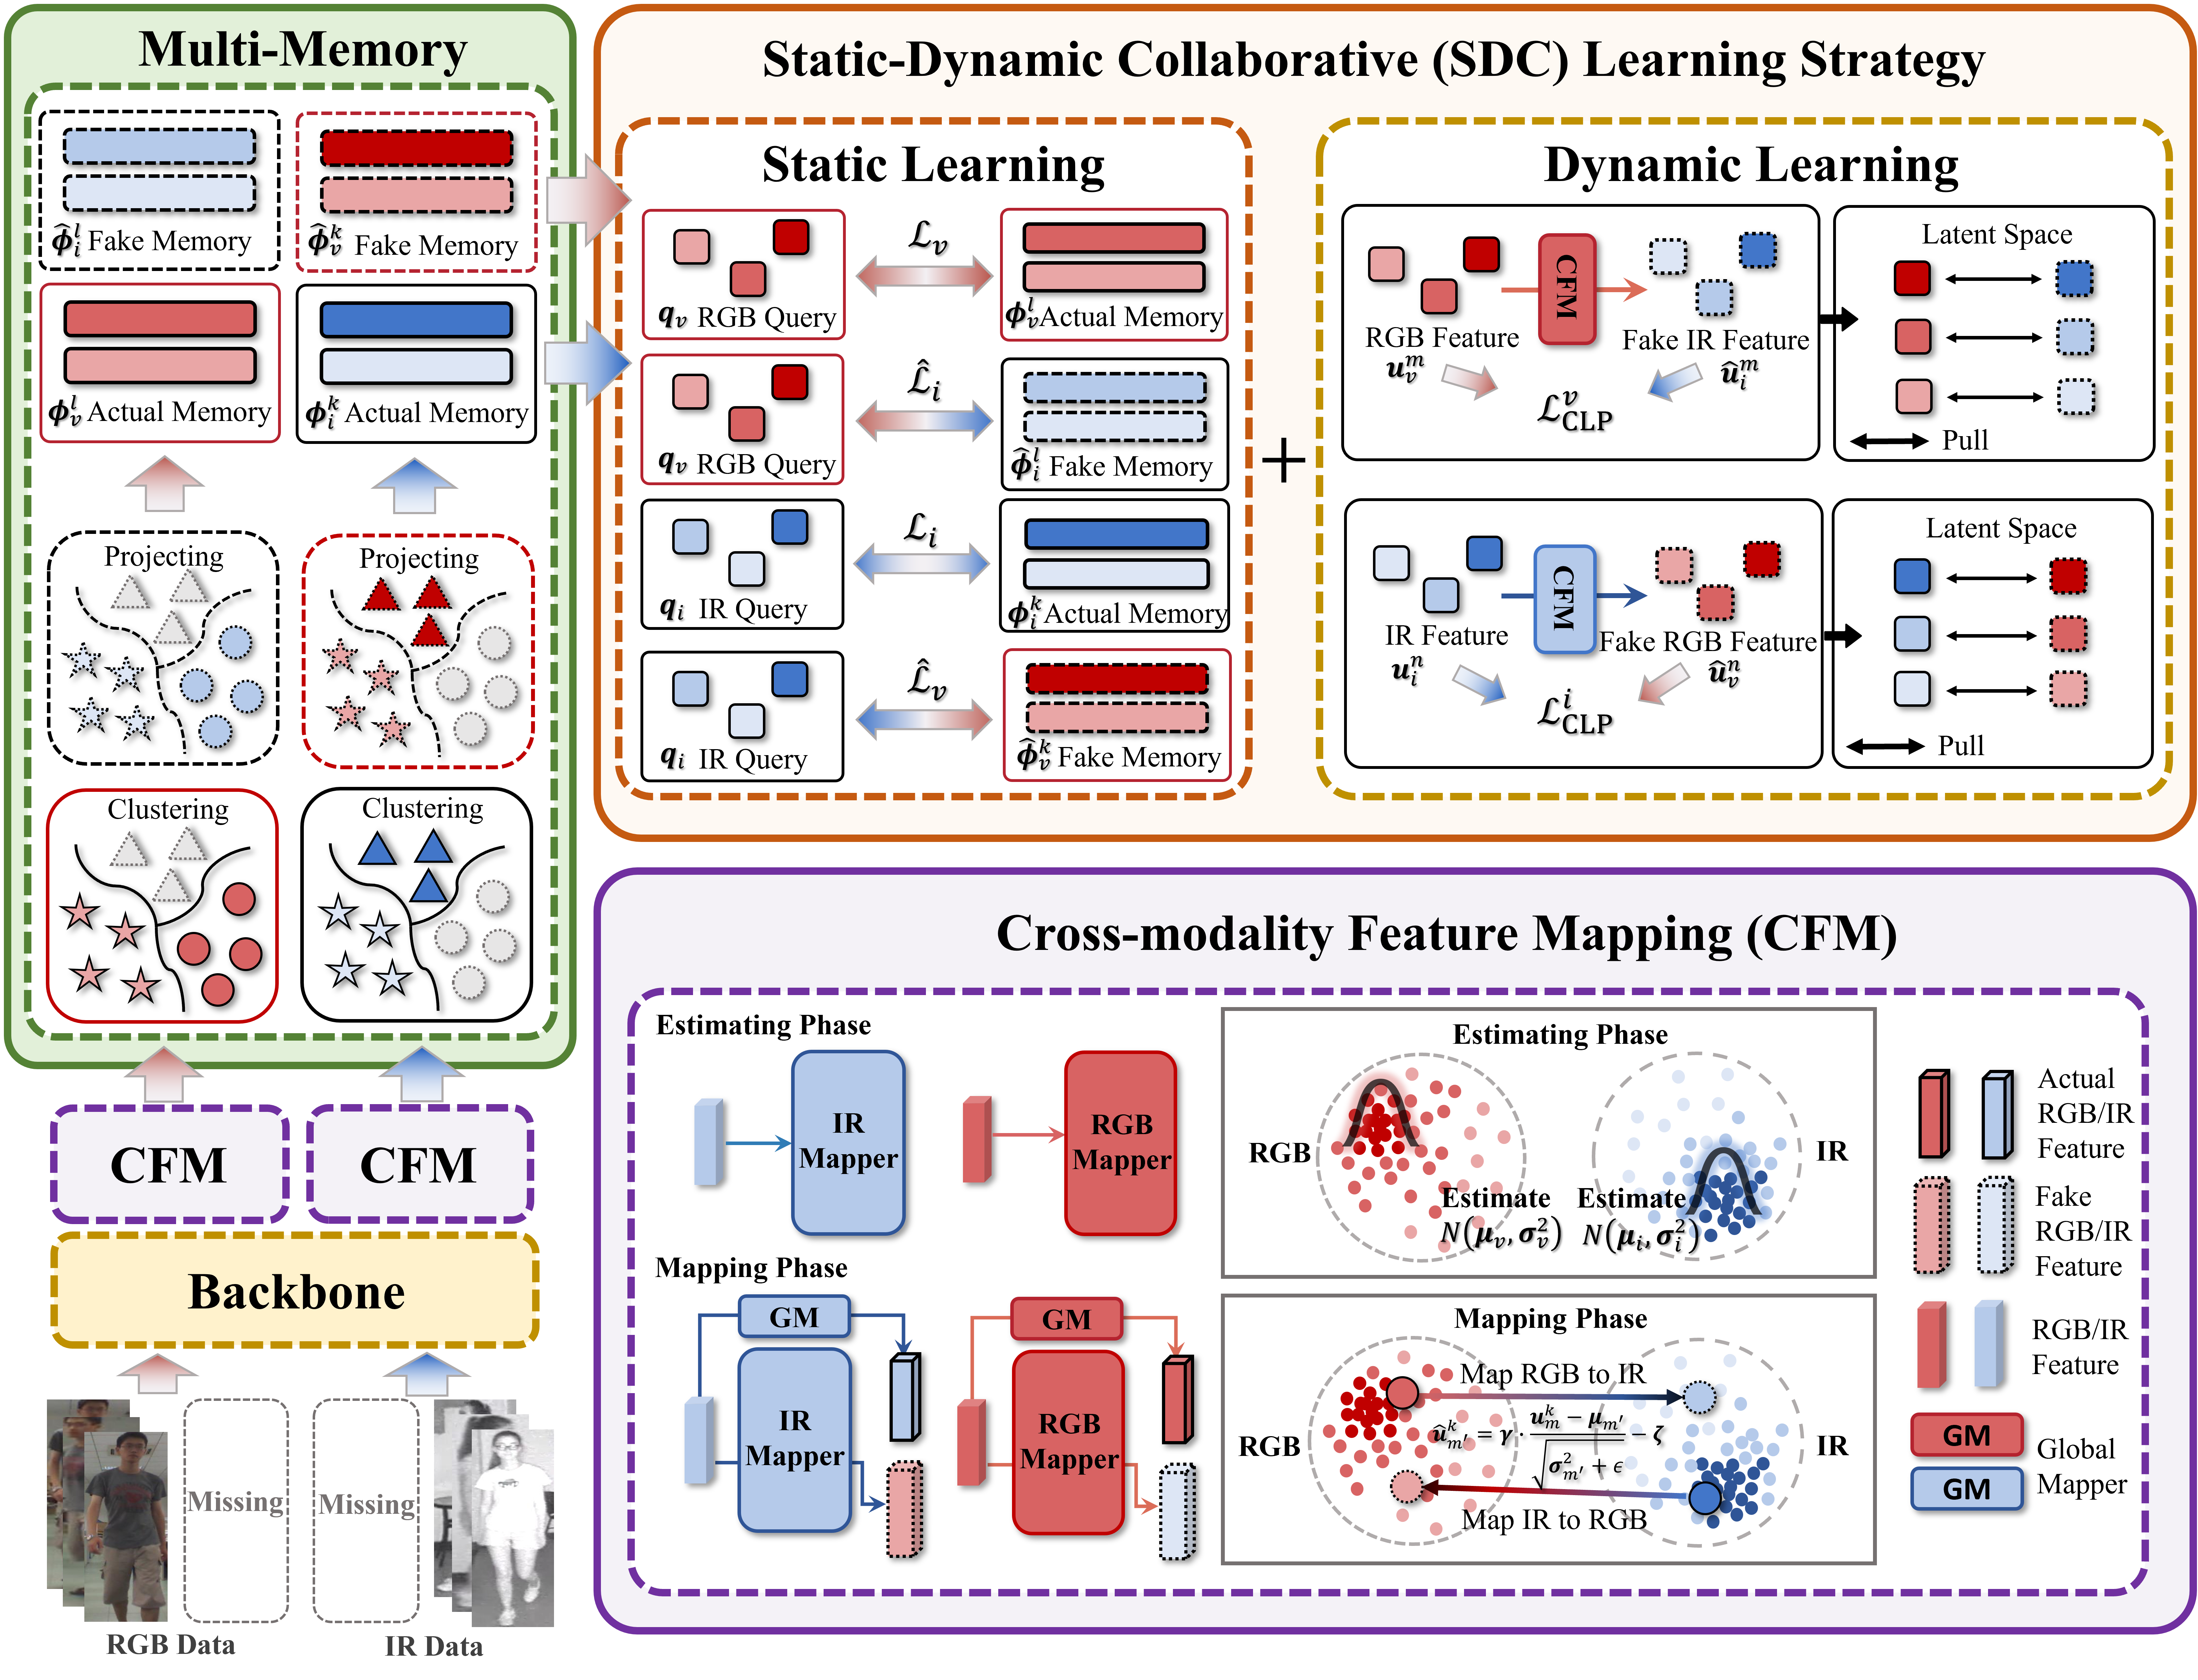 Multi-Memory
$\hat{\phi}_i^l$ Fake Memory
$\hat{\phi}_v^k$ Fake Memory
$\phi_v^l$ Actual Memory
$\phi_i^k$ Actual Memory
Projecting
Projecting
Clustering
Clustering
CFM
CFM
Backbone
Missing
Missing
RGB Data
IR Data
Static-Dynamic Collaborative (SDC) Learning Strategy
Static Learning
$q_v$ RGB Query
$\mathcal{L}_v$
$\phi_v^l$ Actual Memory
$q_v$ RGB Query
$\hat{\mathcal{L}}_i$
$\hat{\phi}_i^l$ Fake Memory
$q_i$ IR Query
$\mathcal{L}_i$
$\phi_i^k$ Actual Memory
$q_i$ IR Query
$\hat{\mathcal{L}}_v$
$\hat{\phi}_v^k$ Fake Memory
+
Dynamic Learning
CFM
RGB Feature
$u_v^m$
Fake IR Feature
$\hat{u}_i^m$
$\mathcal{L}_{\mathrm{CLP}}^v$
Latent Space
Pull
CFM
IR Feature
$u_i^n$
Fake RGB Feature
$\hat{u}_v^n$
$\mathcal{L}_{\mathrm{CLP}}^i$
Latent Space
Pull
Cross-modality Feature Mapping (CFM)
Estimating Phase
IR
Mapper
RGB
Mapper
Mapping Phase
GM
IR
Mapper
GM
RGB
Mapper
Estimating Phase
RGB
IR
Estimate
$N(\mu_v, \sigma_v^2)$
Estimate
$N(\mu_i, \sigma_i^2)$
Mapping Phase
Map RGB to IR
RGB
$\hat{u}_{m'}^k = \gamma \cdot \frac{u_m^k - \mu_{m'}}{\sqrt{\sigma_{m'}^2 + \epsilon}} - \zeta$
IR
Map IR to RGB
Actual
RGB/IR
Feature
Fake
RGB/IR
Feature
RGB/IR
Feature
GM
GM
Global
Mapper